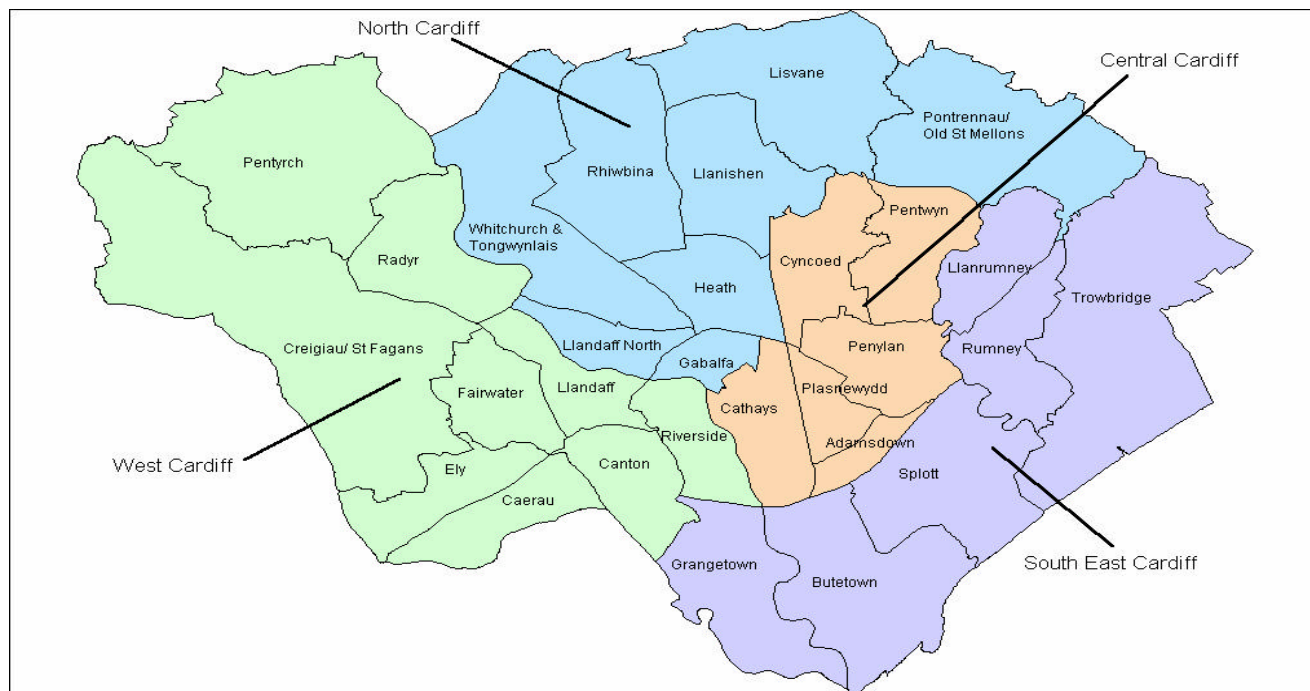 North Cardiff
Central Cardiff
Lisvane
Pontrennau/
Old St Mellons
Pentyrch
Rhiwbina
Llanishen
Pentwyn
Whitchurch &
Tongwynlais
Radyr
Cyncoed
Llanrumney
Heath
Trowbridge
Creigiau/ St Fagans
Llandaff North
Gabalfa
Penylan
Rumney
Fairwater
Llandaff
Plasnewydd
Cathays
Riverside
Adamsdown
West Cardiff
Ely
Canton
Splott
Caerau
South East Cardiff
Grangetown
Butetown